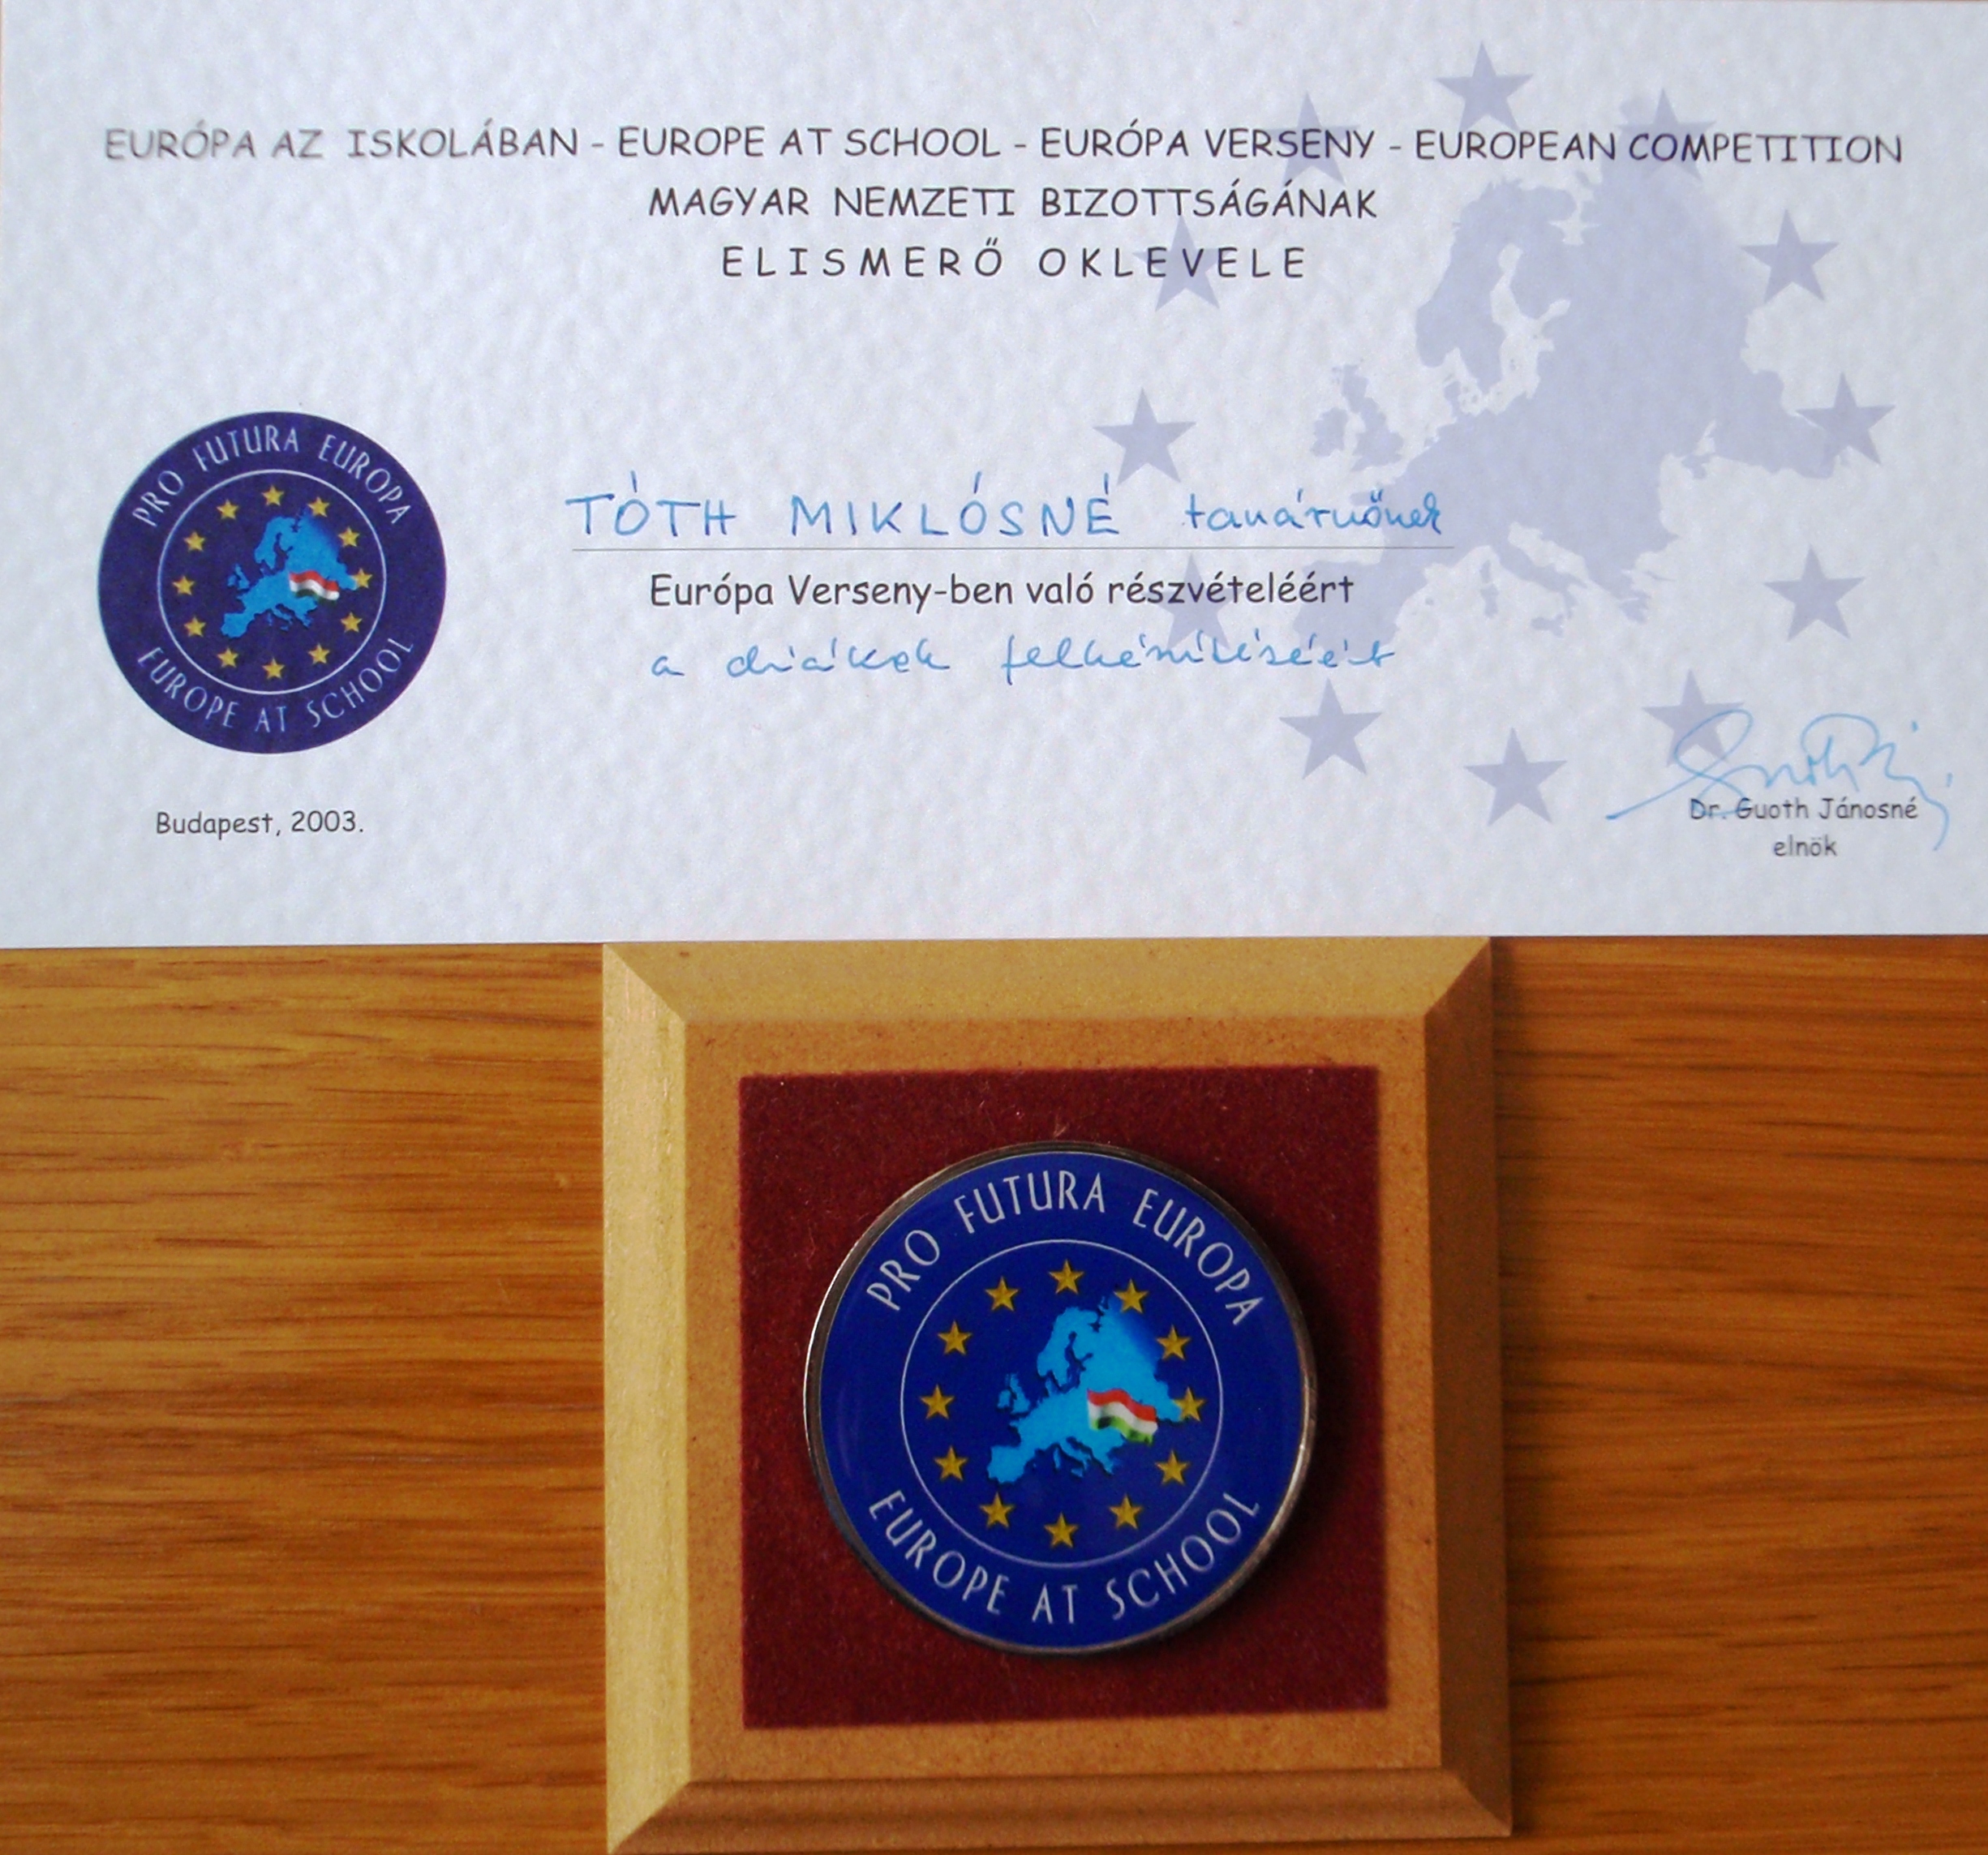 EURÓPA AZ ISKOLÁBAN - EUROPE AT SCHOOL - EURÓPA VERSENY - EUROPEAN COMPETITION
MAGYAR NEMZETI BIZOTTSÁGÁNAK
ELISMERŐ OKLEVELE
PRO FUTURA EUROPA
EUROPE AT SCHOOL
TÓTH MIKLÓSNÉ tanárnőnek
Európa Verseny-ben való részvételéért
a diákok felkészítéséért
Budapest, 2003.
Dr. Guoth Jánosné
elnök
PRO FUTURA EUROPA
EUROPE AT SCHOOL